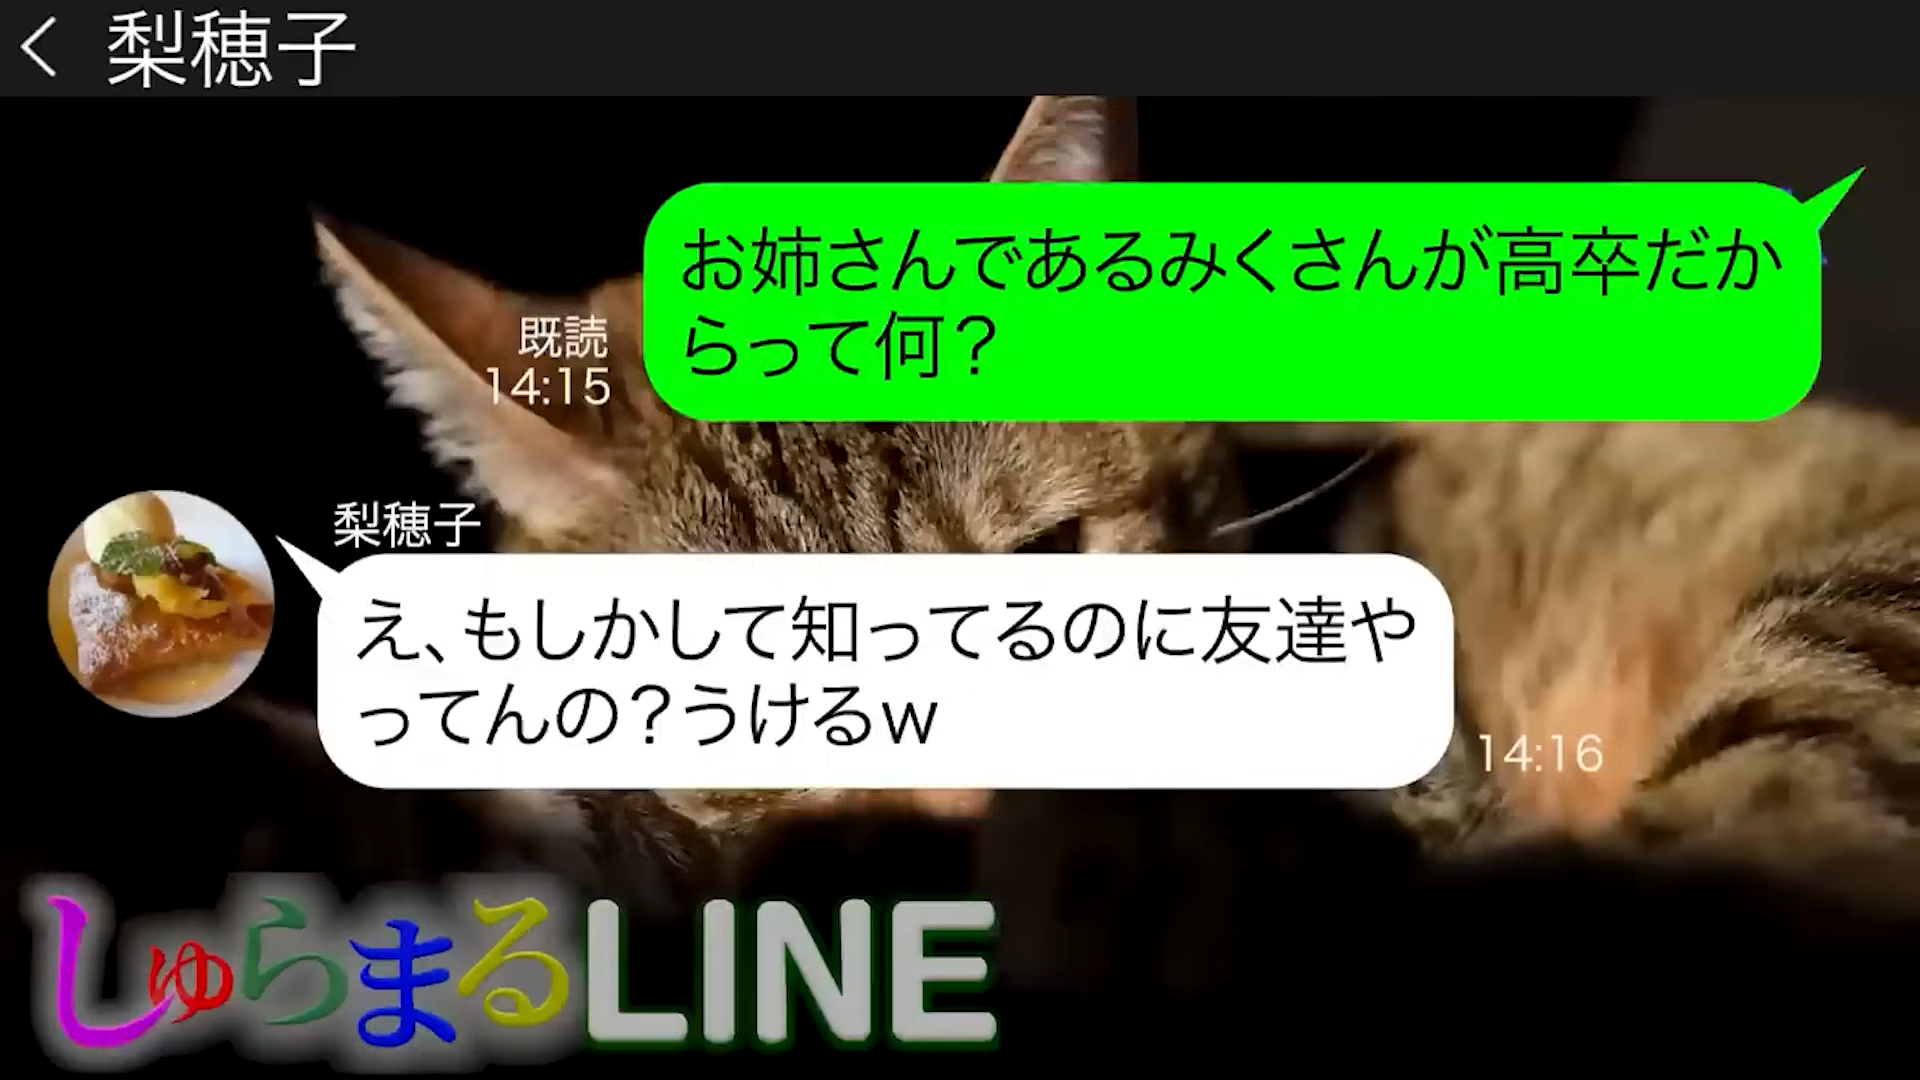 梨穂子
お姉さんであるみくさんが高卒だか
らって何？
既読
14:15
梨穂子
え、もしかして知ってるのに友達や
ってんの？うけるw
14:16
しゅらまるLINE